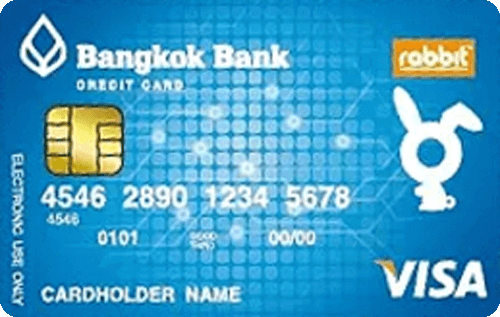 Bangkok Bank
CREDIT CARD
rabbit
4546 2890 1234 5678
4546
0101 00/00
VISA
CARDHOLDER NAME
ELECTRONIC USE ONLY